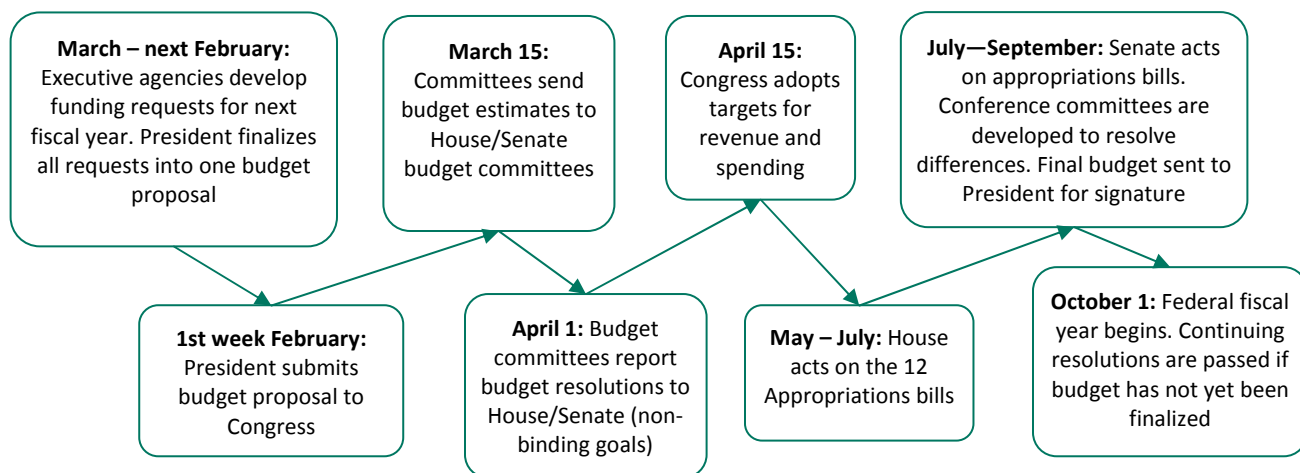 March – next February:
Executive agencies develop
funding requests for next
fiscal year. President finalizes
all requests into one budget
proposal
1st week February:
President submits
budget proposal to
Congress
March 15:
Committees send
budget estimates to
House/Senate
budget committees
April 1: Budget
committees report
budget resolutions to
House/Senate (non-
binding goals)
April 15:
Congress adopts
targets for
revenue and
spending
May – July: House
acts on the 12
Appropriations bills
July—September: Senate acts
on appropriations bills.
Conference committees are
developed to resolve
differences. Final budget sent to
President for signature
October 1: Federal fiscal
year begins. Continuing
resolutions are passed if
budget has not yet been
finalized